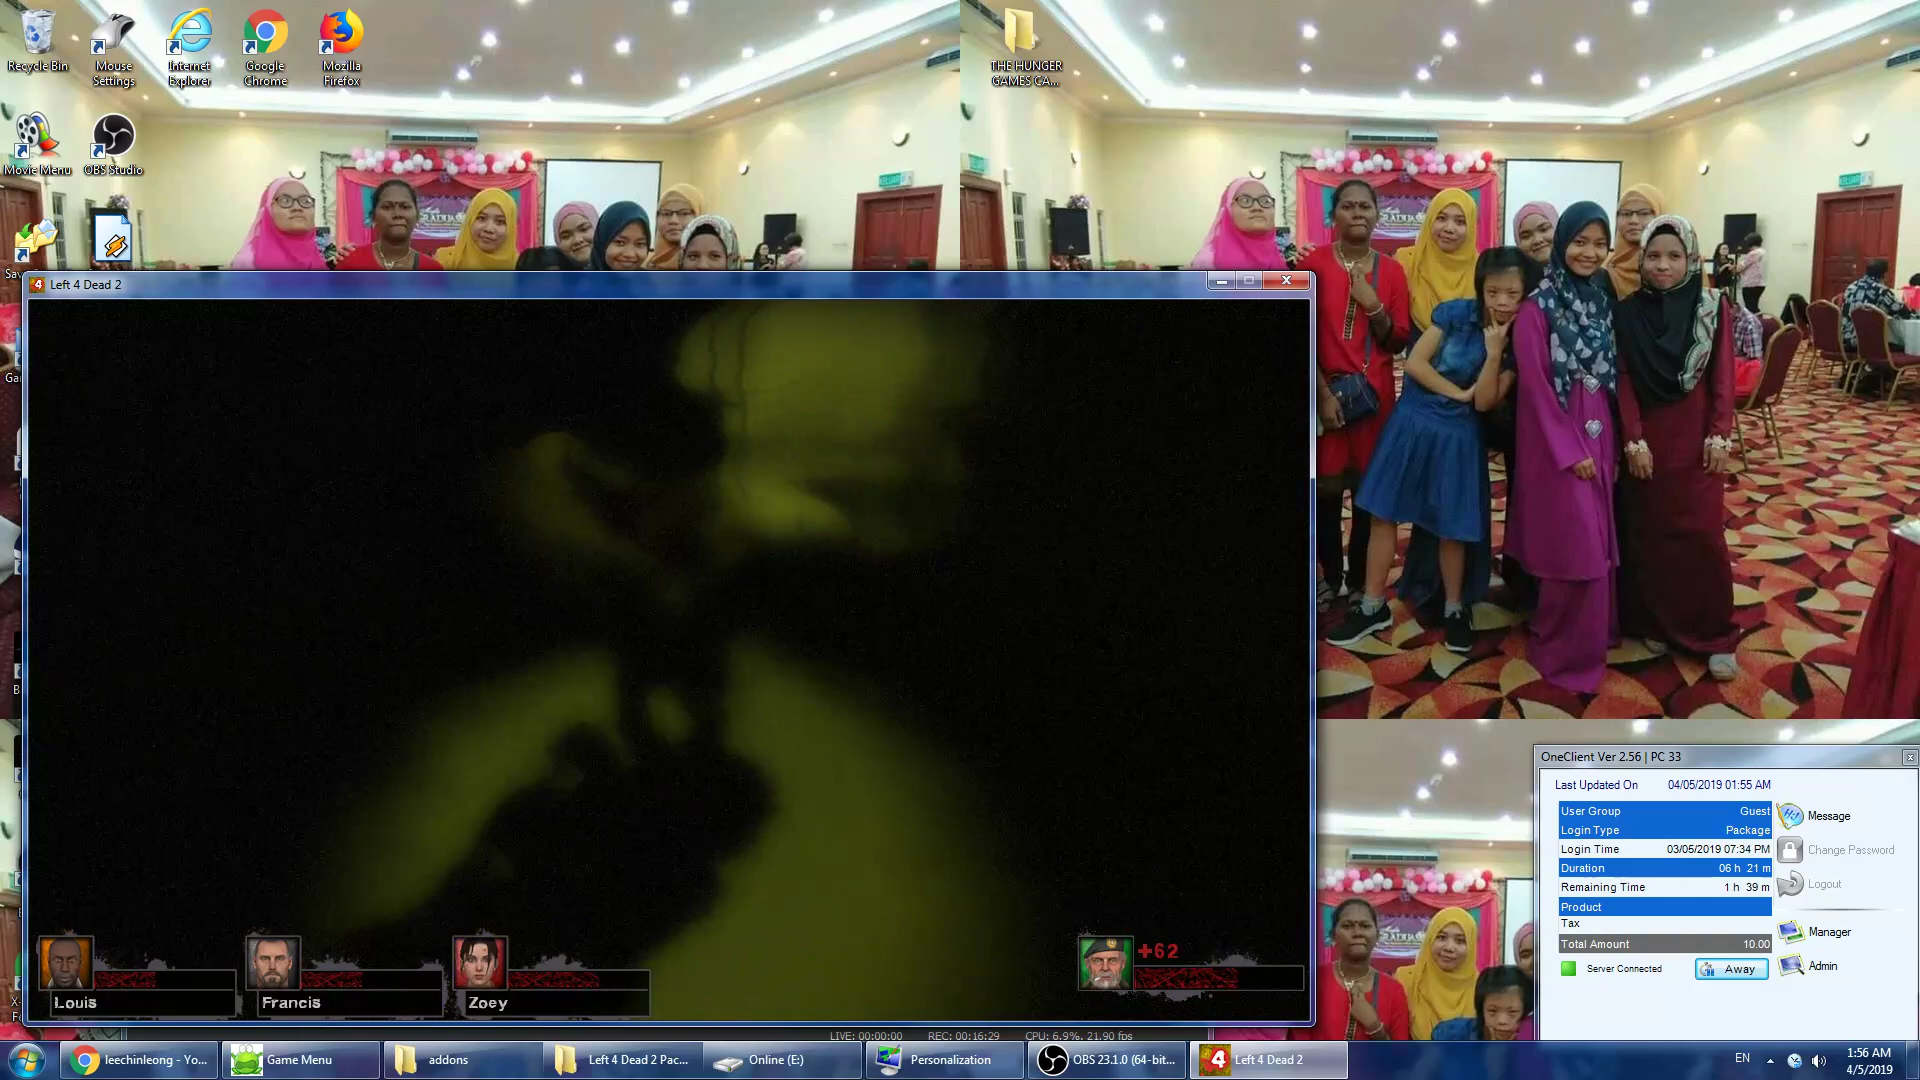 Recycle Bin
Mouse Settings
Internet Explorer
Google Chrome
Mozilla Firefox
THE HUNGER GAMES CA...
Movie Menu
OBS Studio
Left 4 Dead 2
+62
Louis
Francis
Zoey
OneClient Ver 2.56 | PC 33
Last Updated On 04/05/2019 01:55 AM
User Group Guest
Login Type Package
Login Time 03/05/2019 07:34 PM
Duration 06 h 21 m
Remaining Time 1 h 39 m
Product
Tax
Total Amount 10.00
Server Connected
Away
Message
Change Password
Logout
Manager
Admin
LIVE: 00:00:00 REC: 00:16:29 CPU: 6.9%, 21.90 fps
leechinleong - Yo...
Game Menu
addons
Left 4 Dead 2 Pac...
Online (E:)
Personalization
OBS 23.1.0 (64-bit...
Left 4 Dead 2
EN
1:56 AM
4/5/2019